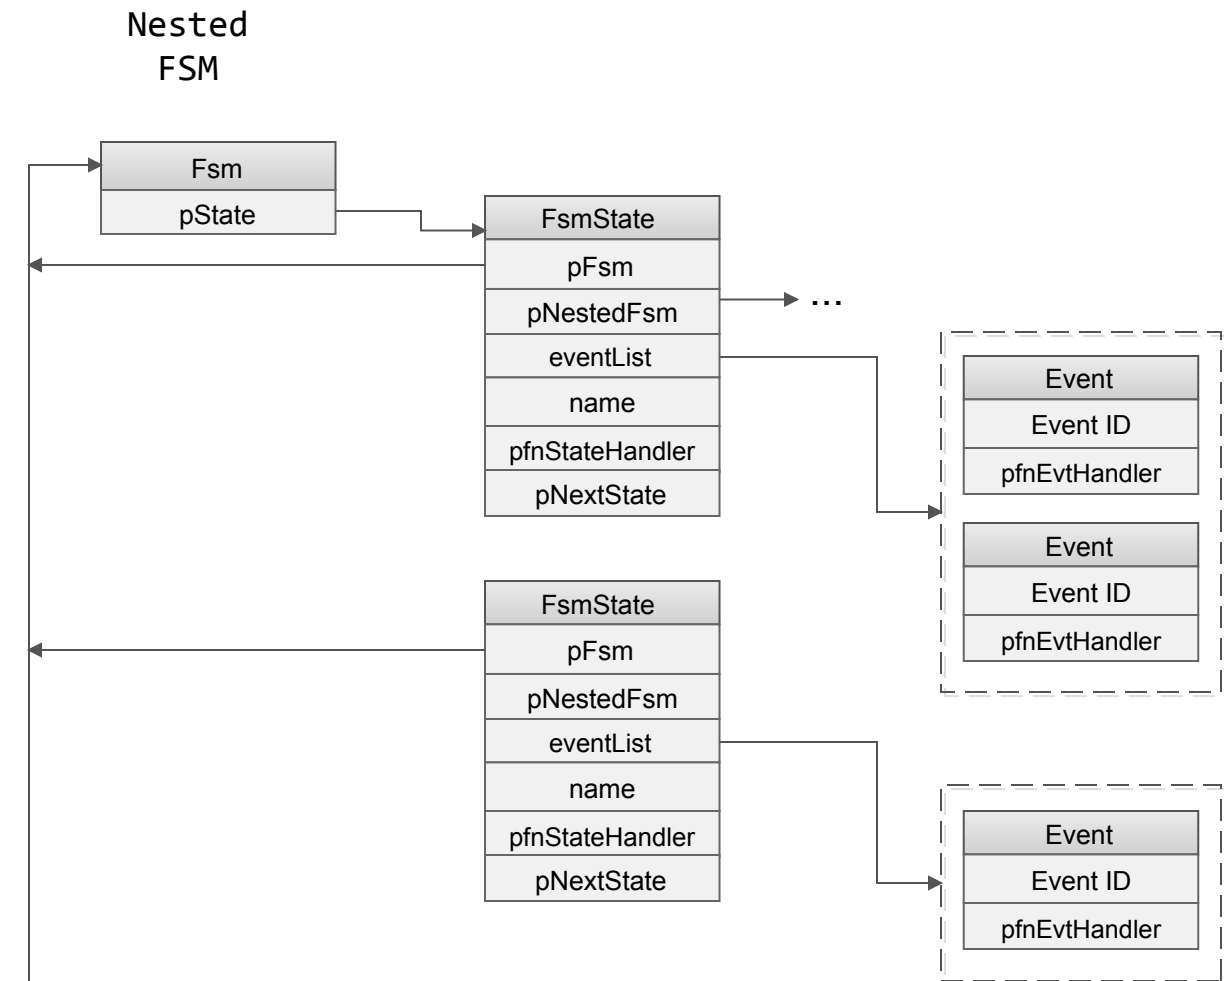 Nested
FSM
Fsm
pState
FsmState
pFsm
pNestedFsm
...
eventList
name
pfnStateHandler
pNextState
Event
Event ID
pfnEvtHandler
Event
Event ID
pfnEvtHandler
FsmState
pFsm
pNestedFsm
eventList
name
pfnStateHandler
pNextState
Event
Event ID
pfnEvtHandler